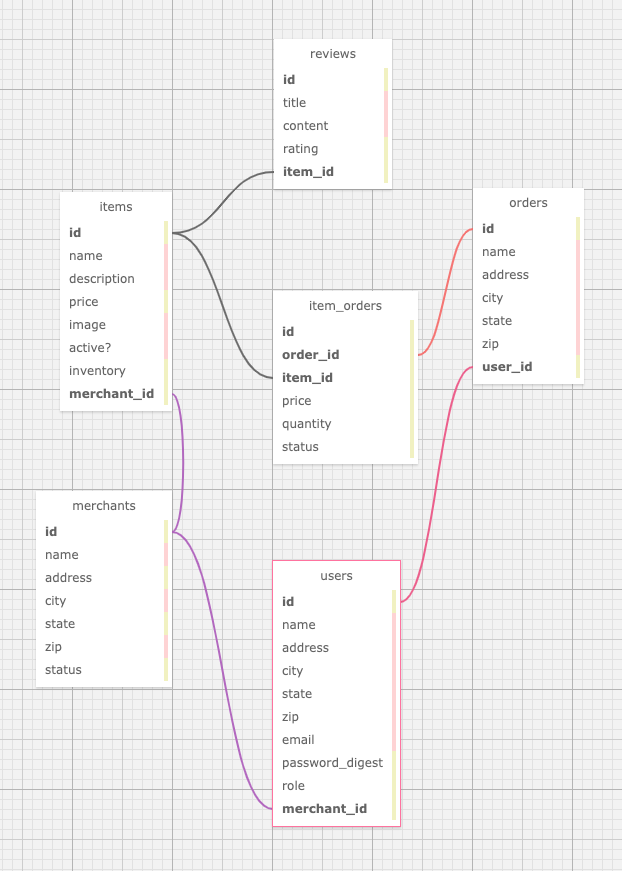 reviews
id
title
content
rating
item_id
items
id
name
description
price
image
active?
inventory
merchant_id
orders
id
name
address
city
state
zip
user_id
item_orders
id
order_id
item_id
price
quantity
status
merchants
id
name
address
city
state
zip
status
users
id
name
address
city
state
zip
email
password_digest
role
merchant_id